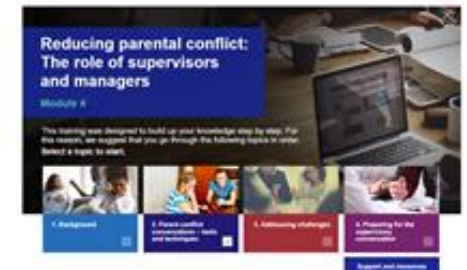 Reducing parental conflict:
The role of supervisors
and managers
Module 4
This training was designed to build up your knowledge step by step. For
this reason, we suggest that you go through the following topics in order.
Select a topic to start.
1. Background
2. Parent conflict
conversations – tools
and techniques
3. Addressing challenges
4. Preparing for the
supervisory
conversation
Support and resources